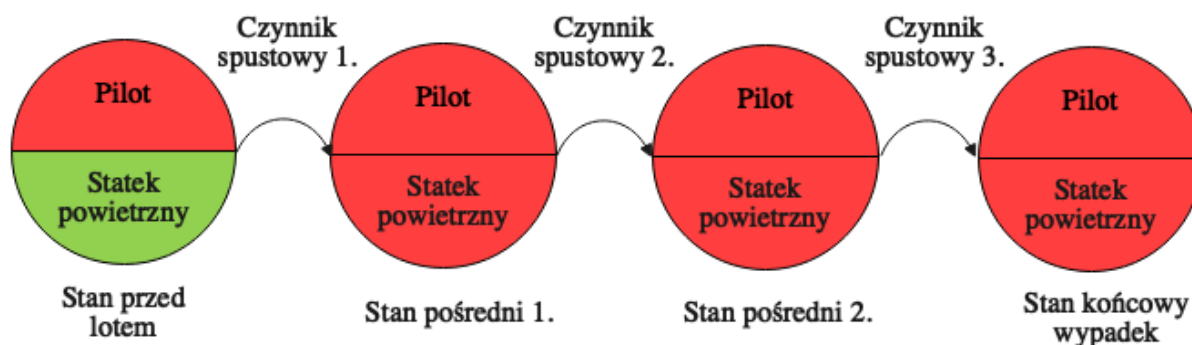 Czynnik
spustowy 1.
Czynnik
spustowy 2.
Czynnik
spustowy 3.
Pilot
Statek
powietrzny
Pilot
Statek
powietrzny
Pilot
Statek
powietrzny
Pilot
Statek
powietrzny
Stan przed
lotem
Stan pośredni 1.
Stan pośredni 2.
Stan końcowy
wypadek